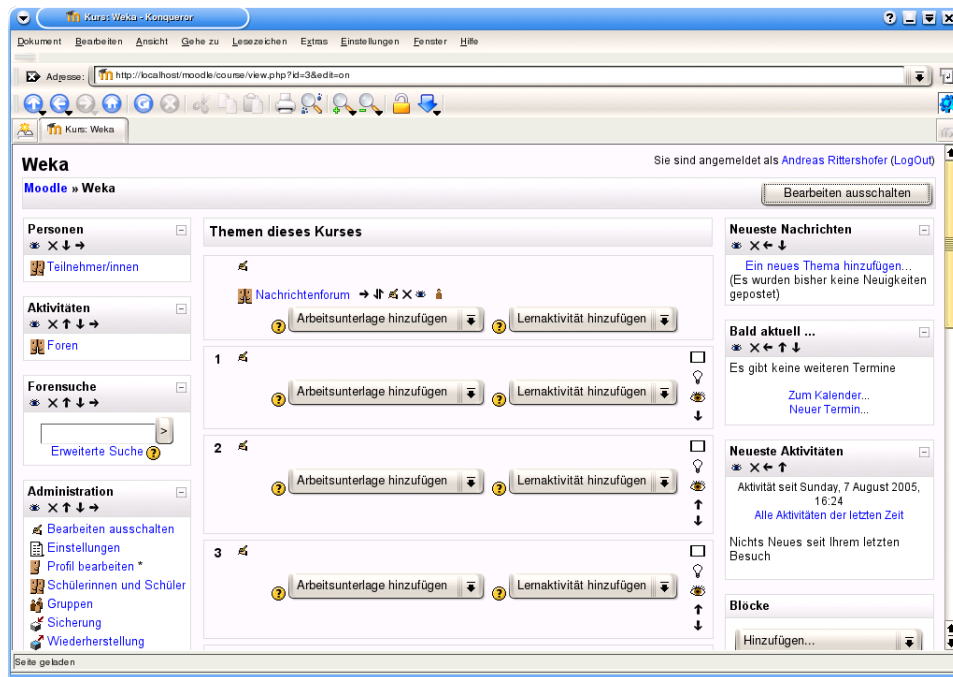 Kurs: Weka - Konqueror
Dokument Bearbeiten Ansicht Gehe zu Lesezeichen Extras Einstellungen Fenster Hilfe
Adresse: http://localhost/moodle/course/view.php?id=3&edit=on
Kurs: Weka
Weka
Sie sind angemeldet als Andreas Rittershofer (LogOut)
Moodle » Weka
Bearbeiten ausschalten
Personen
Teilnehmer/innen
Aktivitäten
Foren
Forensuche
>
Erweiterte Suche
Administration
Bearbeiten ausschalten
Einstellungen
Profil bearbeiten *
Schülerinnen und Schüler
Gruppen
Sicherung
Wiederherstellung
Themen dieses Kurses
Nachrichtenforum
Arbeitsunterlage hinzufügen Lernaktivität hinzufügen
1
Arbeitsunterlage hinzufügen Lernaktivität hinzufügen
2
Arbeitsunterlage hinzufügen Lernaktivität hinzufügen
3
Arbeitsunterlage hinzufügen Lernaktivität hinzufügen
Neueste Nachrichten
Ein neues Thema hinzufügen...
(Es wurden bisher keine Neuigkeiten
gepostet)
Bald aktuell ...
Es gibt keine weiteren Termine
Zum Kalender...
Neuer Termin...
Neueste Aktivitäten
Aktivität seit Sunday, 7 August 2005,
16:24
Alle Aktivitäten der letzten Zeit
Nichts Neues seit Ihrem letzten
Besuch
Blöcke
Hinzufügen...
Seite geladen